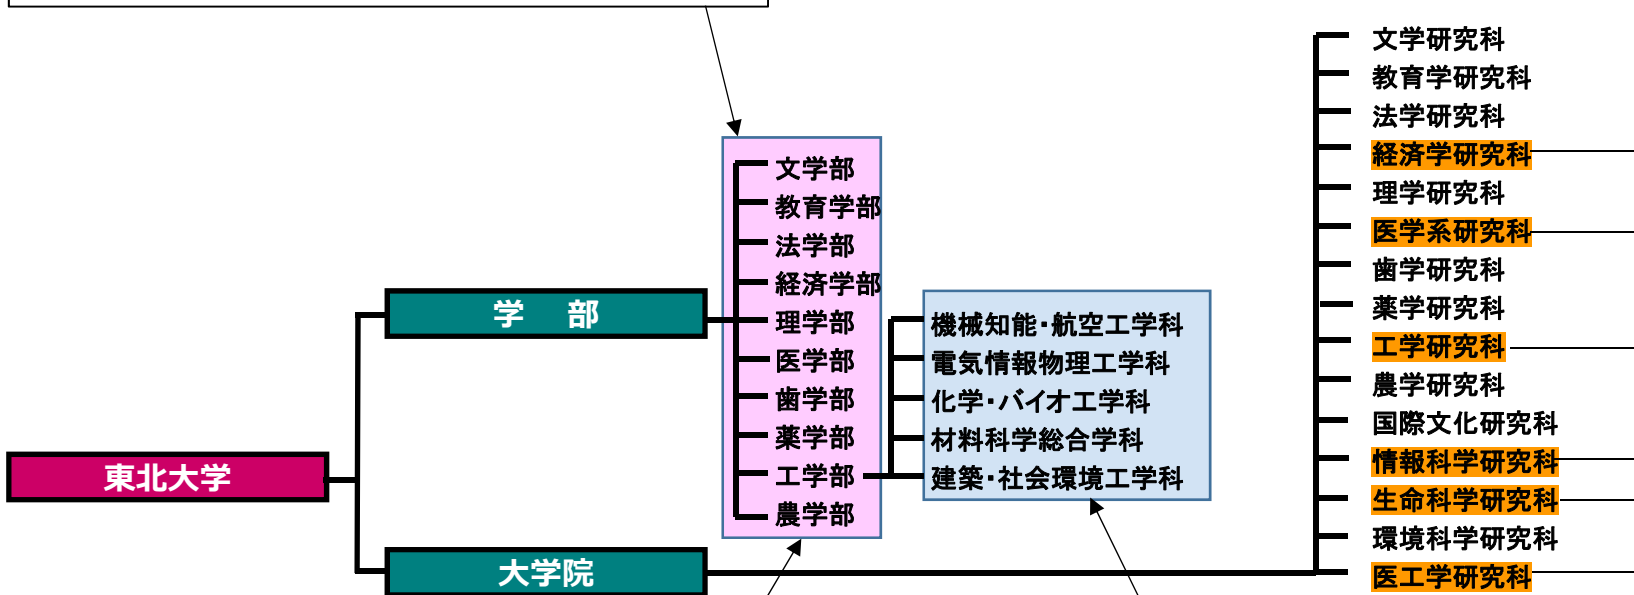 東北大学
学 部
大学院
文学部
教育学部
法学部
経済学部
理学部
医学部
歯学部
薬学部
工学部
農学部
機械知能・航空工学科
電気情報物理工学科
化学・バイオ工学科
材料科学総合学科
建築・社会環境工学科
文学研究科
教育学研究科
法学研究科
経済学研究科
理学研究科
医学系研究科
歯学研究科
薬学研究科
工学研究科
農学研究科
国際文化研究科
情報科学研究科
生命科学研究科
環境科学研究科
医工学研究科